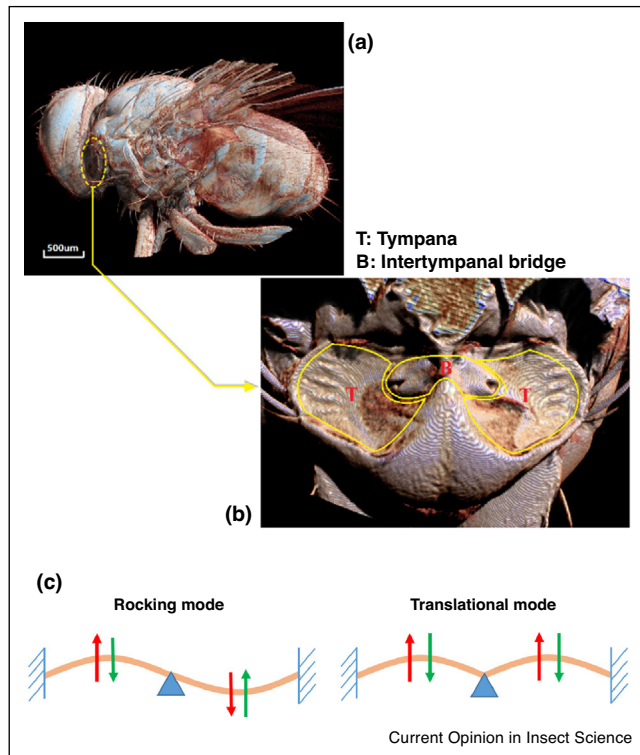 (a)
500um
T: Tympana
B: Intertympanal bridge
B
T T
(b)
(c)
Rocking mode Translational mode
Current Opinion in Insect Science